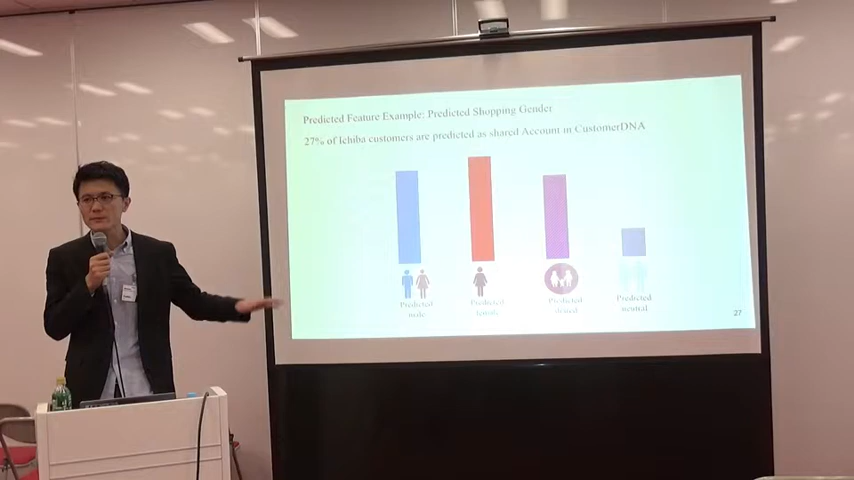 Predicted Feature Example: Predicted Shopping Gender
27% of Ichiba customers are predicted as shared Account in CustomerDNA
Predicted
male
Predicted
female
Predicted
shared
Predicted
neutral
27